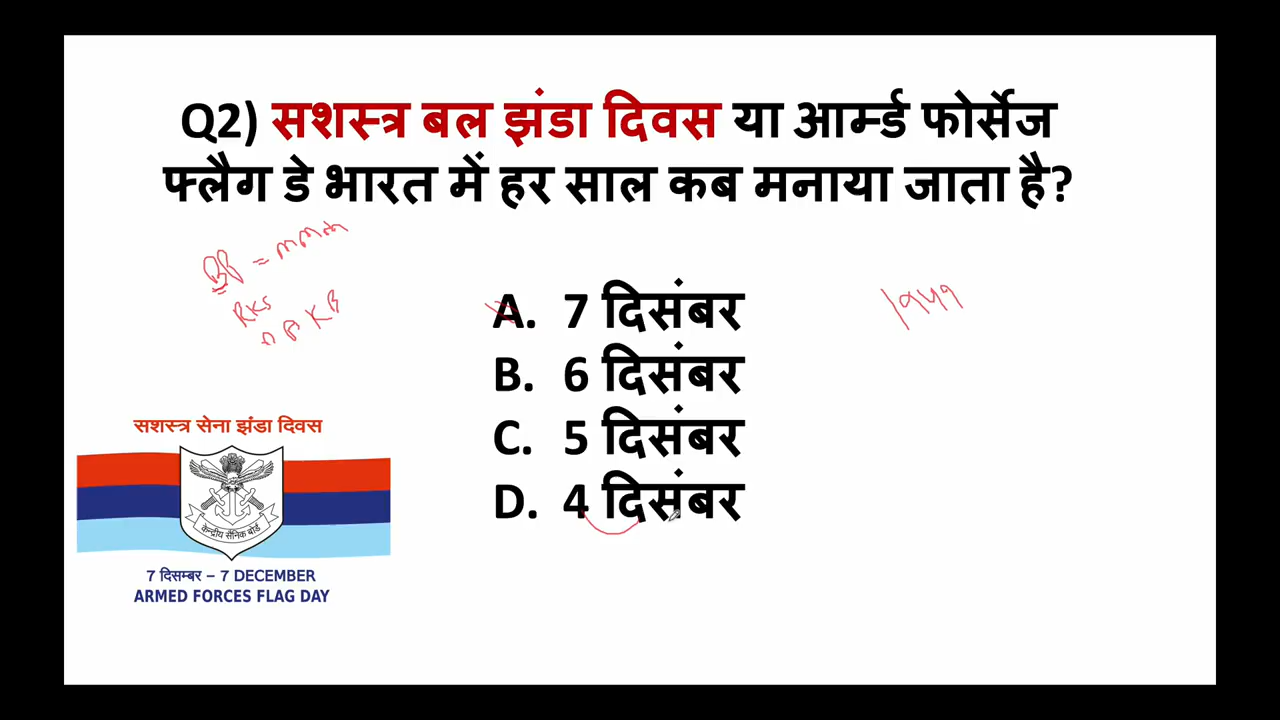 Q2) सशस्त्र बल झंडा दिवस या आर्म्ड फोर्सेज
फ्लैग डे भारत में हर साल कब मनाया जाता है?
1949
RKS
A. 7 दिसंबर
B. 6 दिसंबर
C. 5 दिसंबर
D. 4 दिसंबर
सशस्त्र सेना झंडा दिवस
केन्द्रीय सैनिक बोर्ड
7 दिसम्बर – 7 DECEMBER
ARMED FORCES FLAG DAY